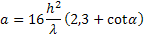 a = 16 h²/λ (2,3 + cotα)